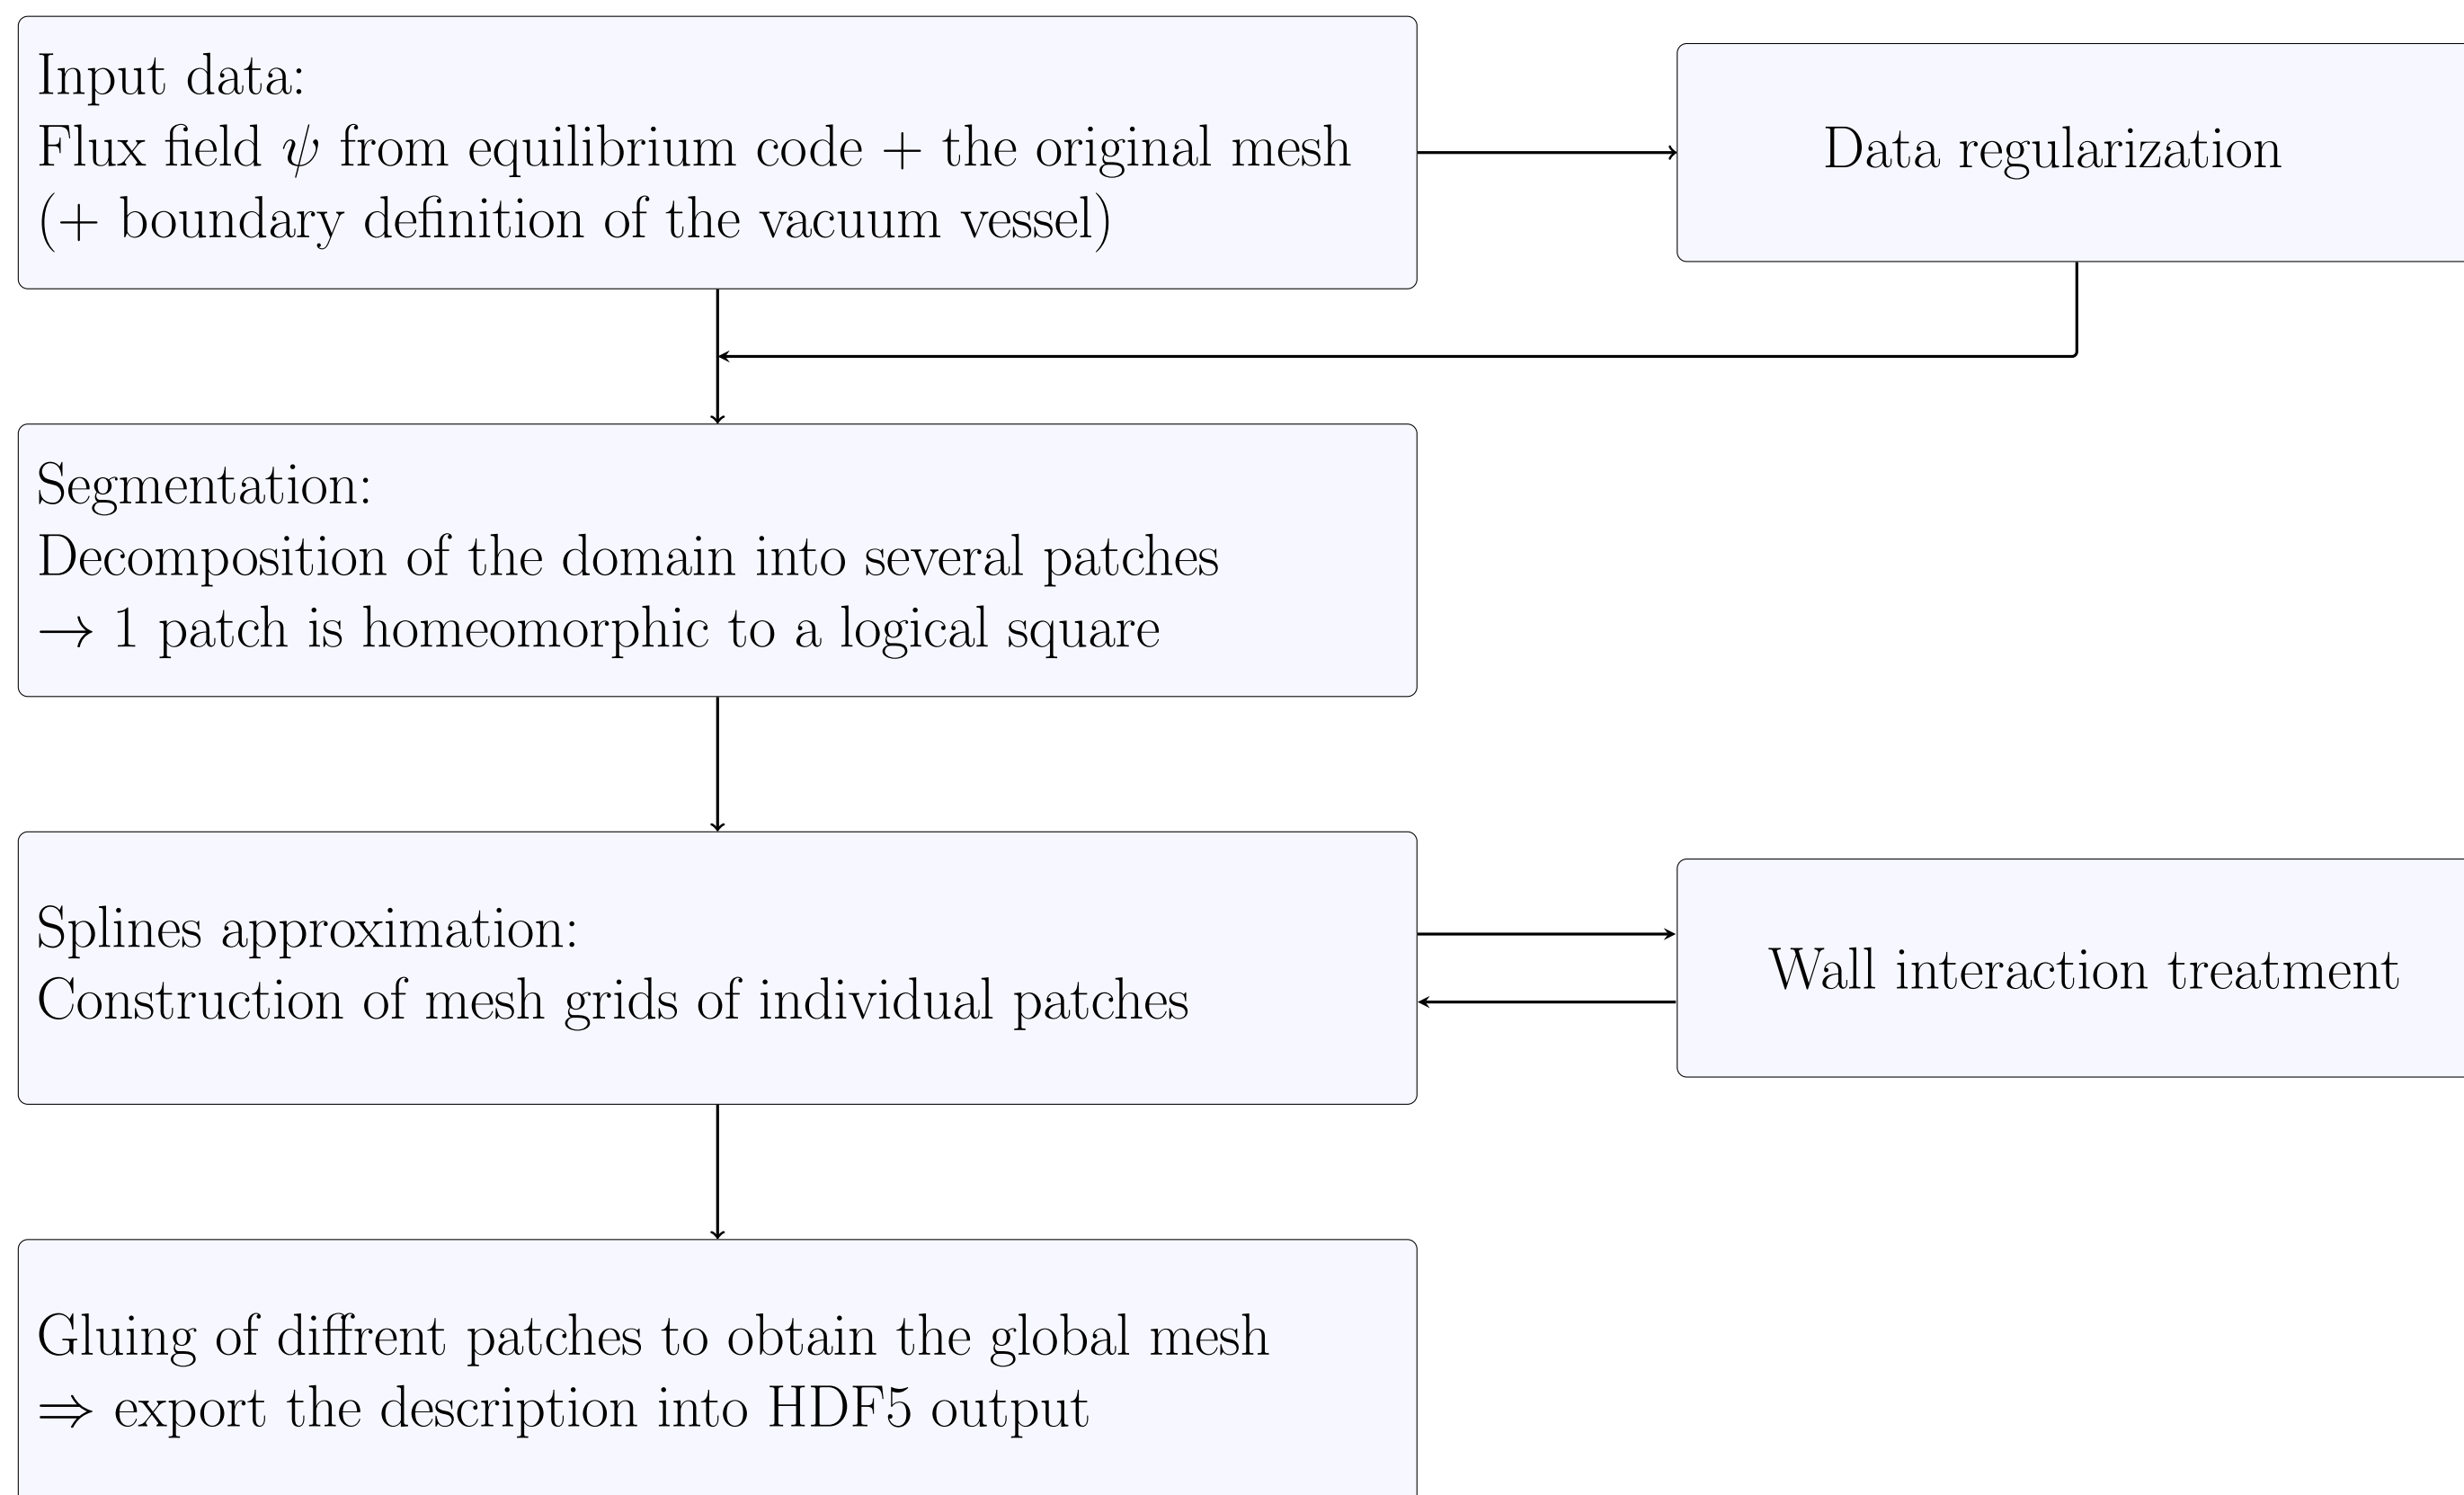 Input data:
Flux field ψ from equilibrium code + the original mesh
(+ boundary definition of the vacuum vessel)
Data regularization
Segmentation:
Decomposition of the domain into several patches
→ 1 patch is homeomorphic to a logical square
Splines approximation:
Construction of mesh grids of individual patches
Wall interaction treatment
Gluing of diffrent patches to obtain the global mesh
⇒ export the description into HDF5 output